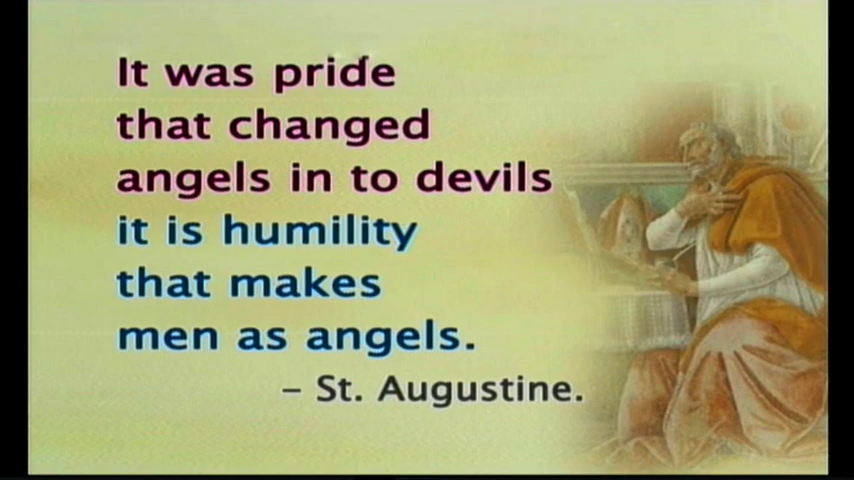 It was pride
that changed
angels in to devils
it is humility
that makes
men as angels.
– St. Augustine.